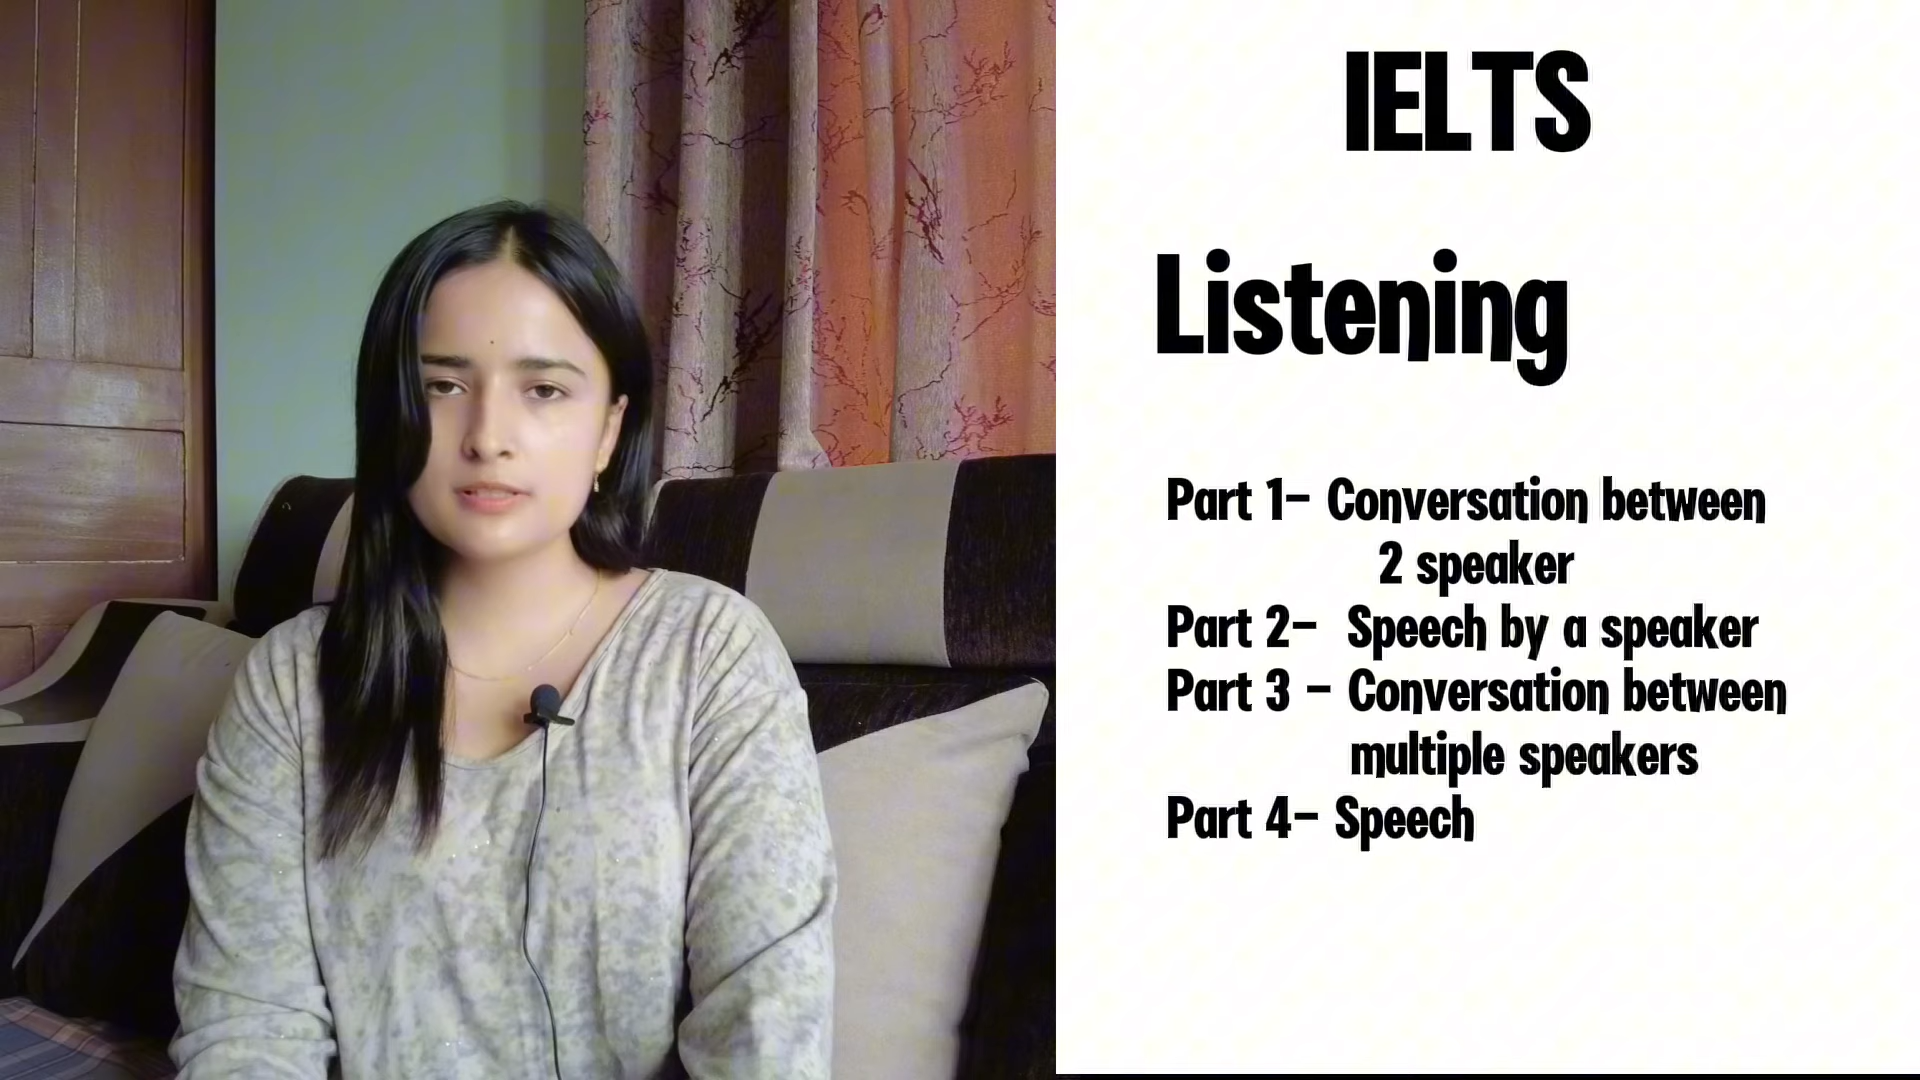 IELTS
Listening
Part 1- Conversation between
2 speaker
Part 2- Speech by a speaker
Part 3 - Conversation between
multiple speakers
Part 4- Speech